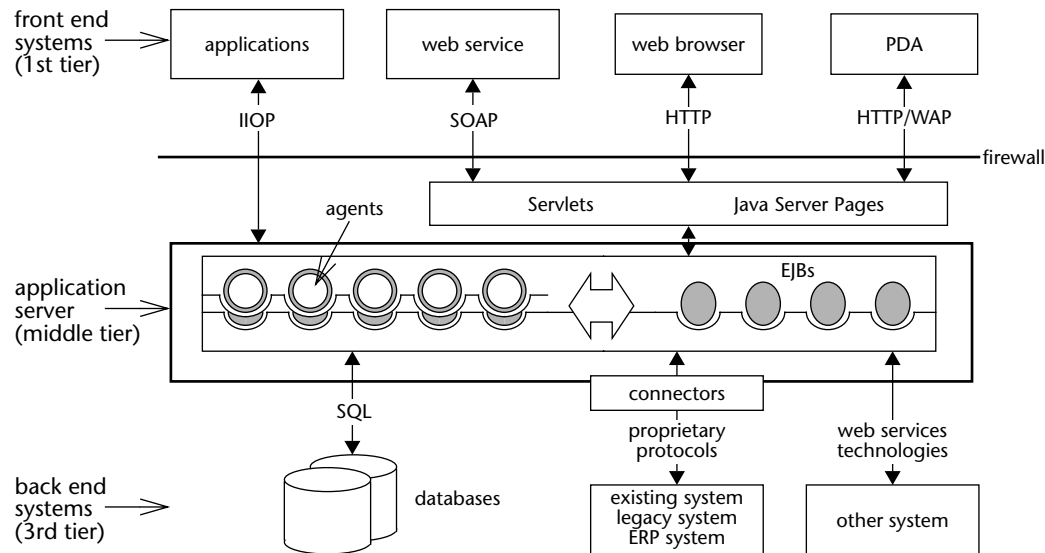 front end
systems
(1st tier)
applications
web service
web browser
PDA
IIOP
SOAP
HTTP
HTTP/WAP
firewall
Servlets
Java Server Pages
agents
EJBs
application
server
(middle tier)
connectors
SQL
proprietary
protocols
web services
technologies
back end
systems
(3rd tier)
databases
existing system
legacy system
ERP system
other system